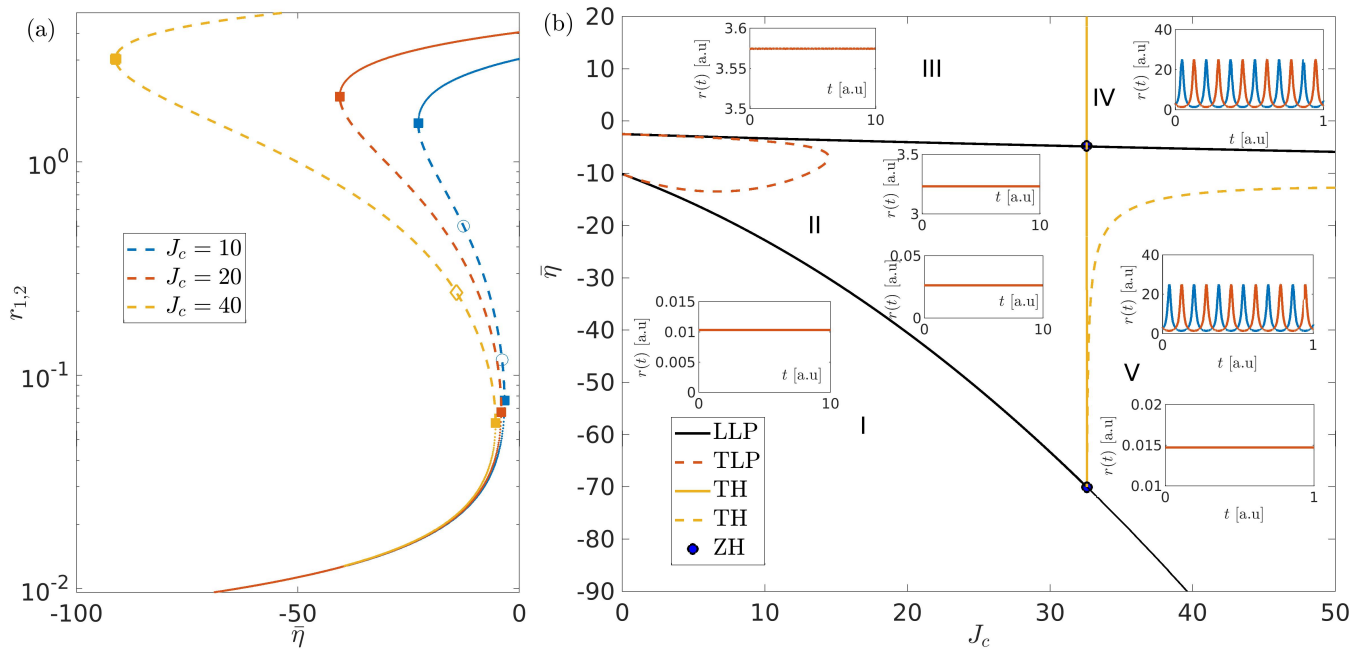 (a)
10^0
10^-1
10^-2
r_{1,2}
J_c = 10
J_c = 20
J_c = 40
-100
-50
0
η̄
(b)
20
10
0
-10
-20
-30
-40
-50
-60
-70
-80
-90
η̄
0
10
20
30
40
50
J_c
I
II
III
IV
V
3.6
3.55
3.5
r(t) [a.u]
t [a.u]
0
10
40
20
0
r(t) [a.u]
0
1
t [a.u]
3.5
3
r(t) [a.u]
t [a.u]
0
10
0.05
0
r(t) [a.u]
t [a.u]
0
10
0.015
0.01
0.005
0
r(t) [a.u]
t [a.u]
0
10
40
20
0
r(t) [a.u]
0
1
t [a.u]
0.02
0.015
0.01
r(t) [a.u]
0
1
t [a.u]
LLP
TLP
TH
TH
ZH